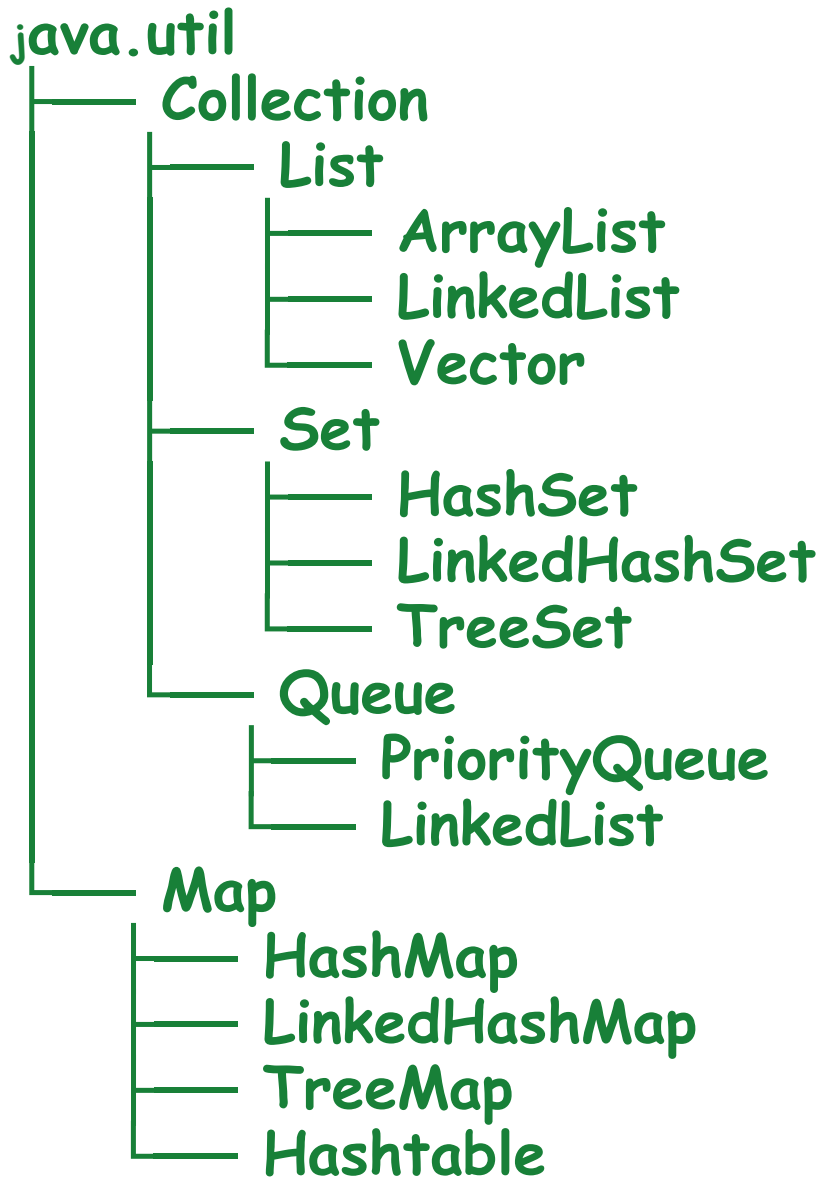 java.util
Collection
List
ArrayList
LinkedList
Vector
Set
HashSet
LinkedHashSet
TreeSet
Queue
PriorityQueue
LinkedList
Map
HashMap
LinkedHashMap
TreeMap
Hashtable